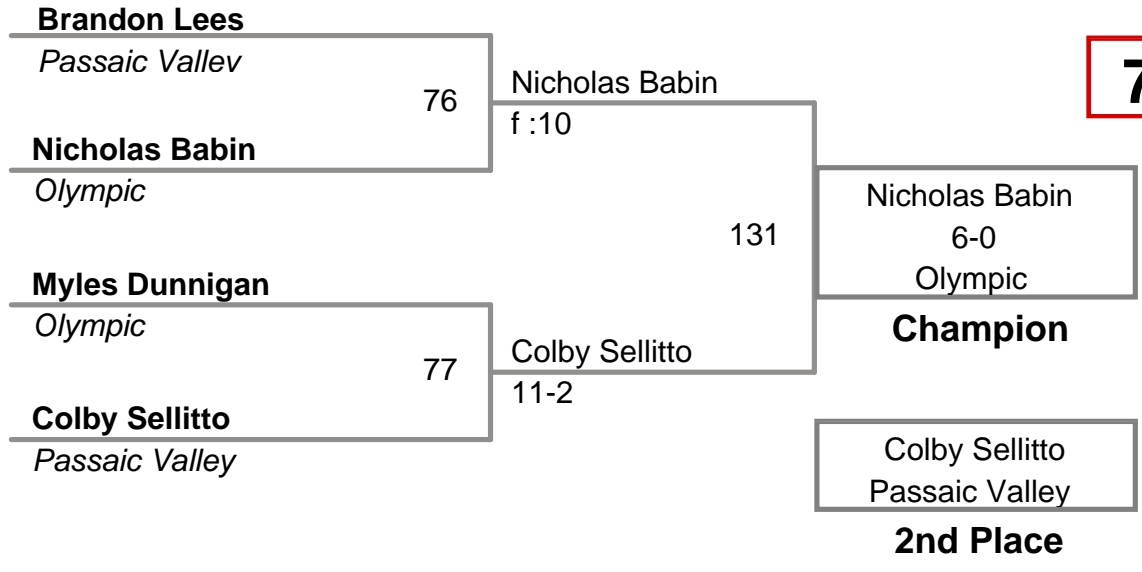 Brandon Lees
Passaic Vallev
76
Nicholas Babin
Olympic
Nicholas Babin
f :10
Myles Dunnigan
Olympic
77
Colby Sellitto
Passaic Valley
Colby Sellitto
11-2
131
7
Nicholas Babin
6-0
Olympic
Champion
Colby Sellitto
Passaic Valley
2nd Place